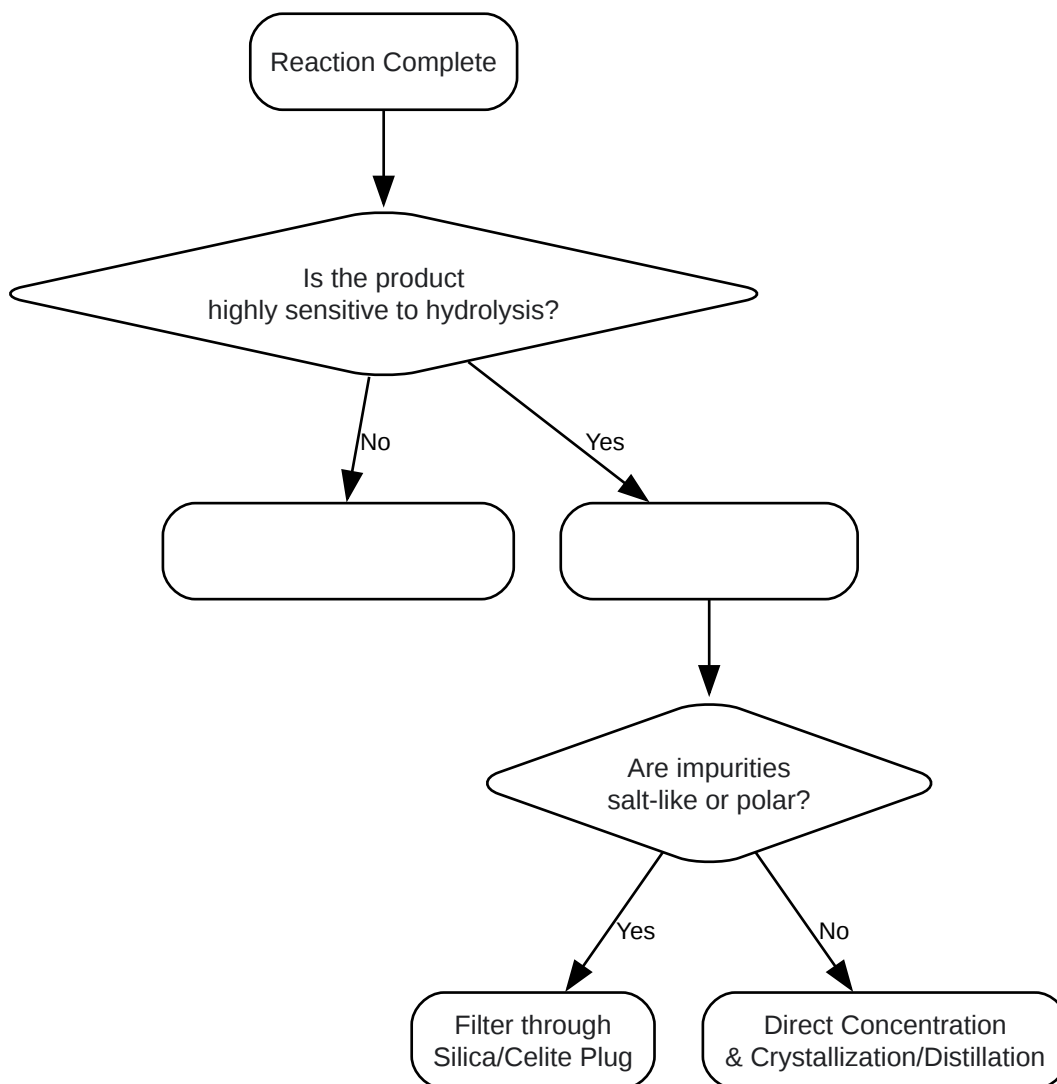 Reaction Complete
Is the product
highly sensitive to hydrolysis?
No
Yes
Are impurities
salt-like or polar?
Yes
No
Filter through
Silica/Celite Plug
Direct Concentration
& Crystallization/Distillation